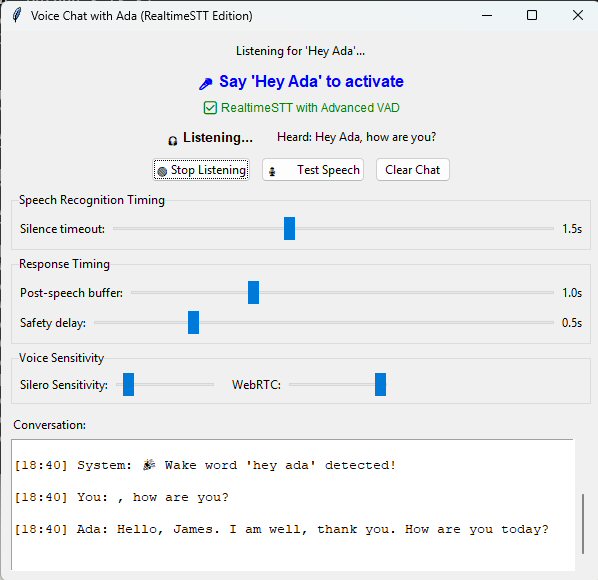 Voice Chat with Ada (RealtimeSTT Edition)
Listening for 'Hey Ada'...
🎤 Say 'Hey Ada' to activate
☑ RealtimeSTT with Advanced VAD
🎧 Listening... Heard: Hey Ada, how are you?
Stop Listening Test Speech Clear Chat
Speech Recognition Timing
Silence timeout: 1.5s
Response Timing
Post-speech buffer: 1.0s
Safety delay: 0.5s
Voice Sensitivity
Silero Sensitivity: WebRTC:
Conversation:
[18:40] System: 🎉 Wake word 'hey ada' detected!
[18:40] You: , how are you?
[18:40] Ada: Hello, James. I am well, thank you. How are you today?